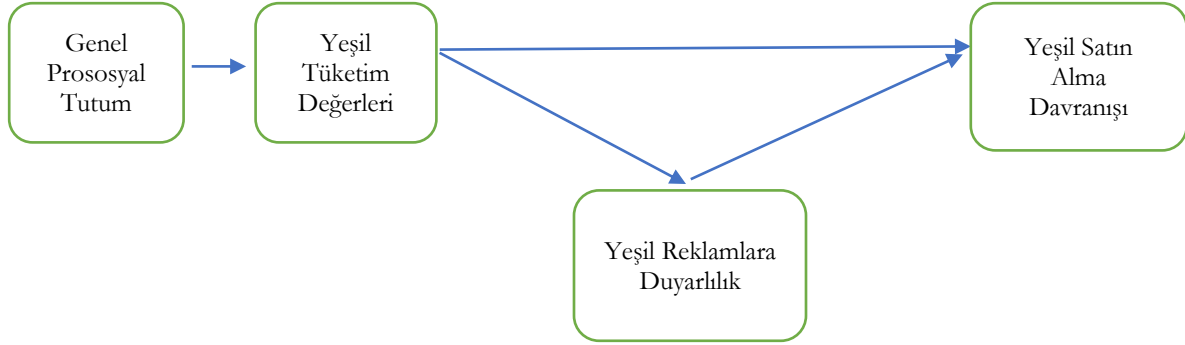 Genel
Prososyal
Tutum
Yeşil
Tüketim
Değerleri
Yeşil Satın
Alma
Davranışı
Yeşil Reklamlara
Duyarlılık